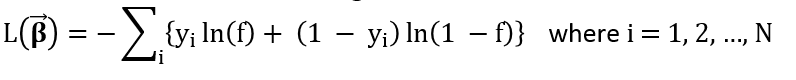 L(β⃗) = − ∑ᵢ{yᵢ ln(f) + (1 − yᵢ) ln(1 − f)} where i = 1, 2, ..., N